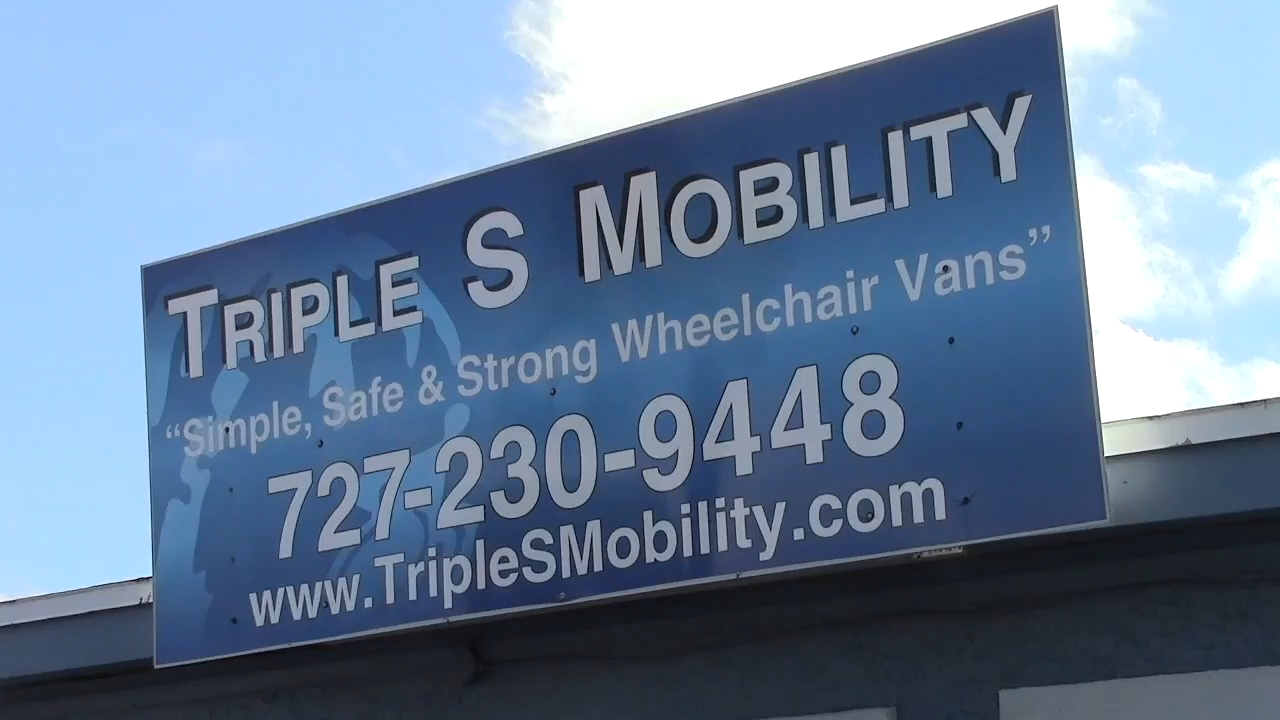 TRIPLE S MOBILITY
“Simple, Safe & Strong Wheelchair Vans”
727-230-9448
www.TripleSMobility.com